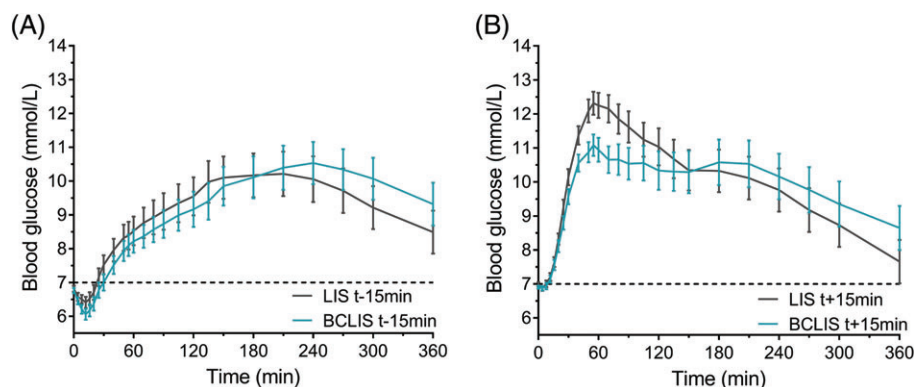 (A)
Blood glucose (mmol/L)
14
13
12
11
10
9
8
7
6
LIS t-15min
BCLIS t-15min
0 60 120 180 240 300 360
Time (min)
(B)
Blood glucose (mmol/L)
14
13
12
11
10
9
8
7
6
LIS t+15min
BCLIS t+15min
0 60 120 180 240 300 360
Time (min)